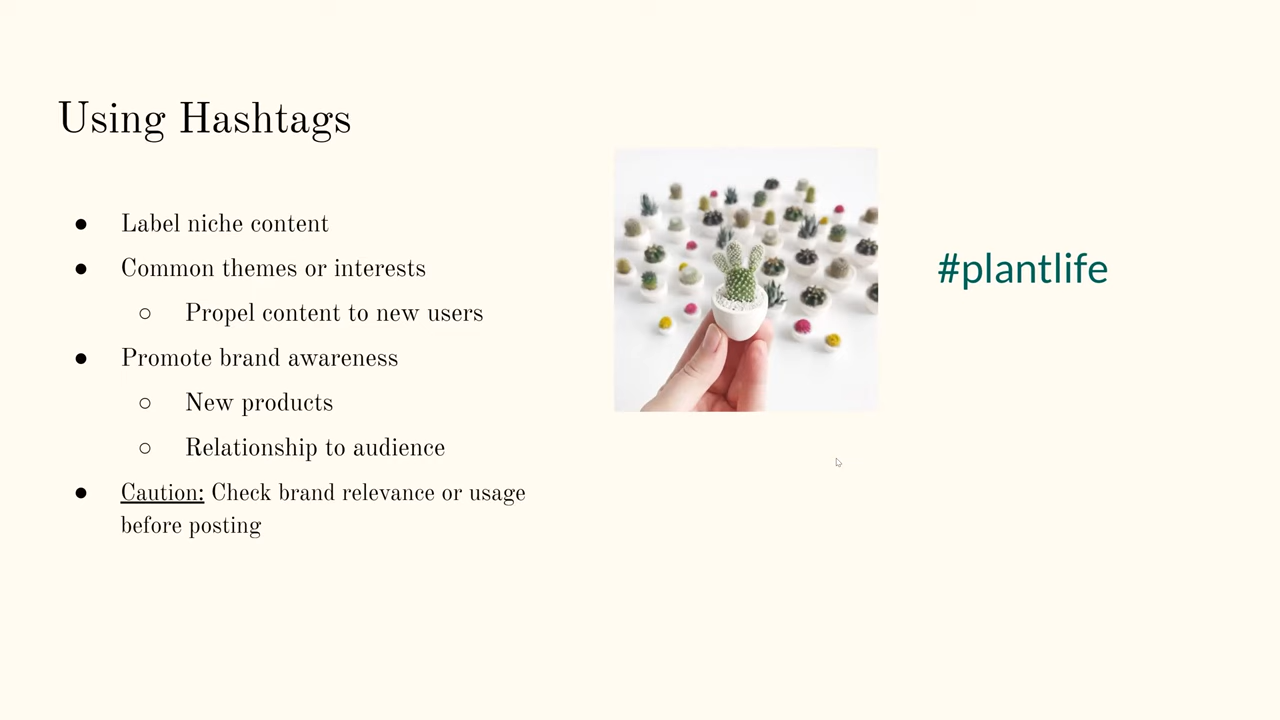 Using Hashtags
● Label niche content
● Common themes or interests
○ Propel content to new users
● Promote brand awareness
○ New products
○ Relationship to audience
● Caution: Check brand relevance or usage
before posting
#plantlife